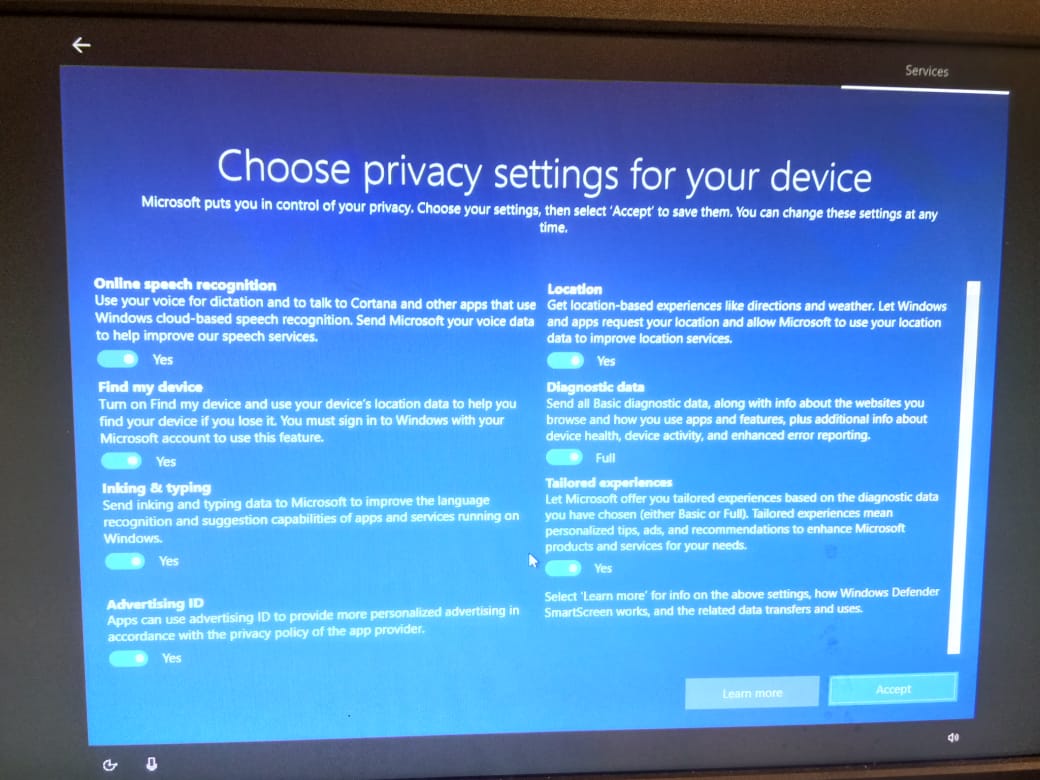 Services
Choose privacy settings for your device
Microsoft puts you in control of your privacy. Choose your settings, then select 'Accept' to save them. You can change these settings at any
time.
Online speech recognition
Use your voice for dictation and to talk to Cortana and other apps that use
Windows cloud-based speech recognition. Send Microsoft your voice data
to help improve our speech services.
Yes
Find my device
Turn on Find my device and use your device's location data to help you
find your device if you lose it. You must sign in to Windows with your
Microsoft account to use this feature.
Yes
Inking & typing
Send inking and typing data to Microsoft to improve the language
recognition and suggestion capabilities of apps and services running on
Windows.
Yes
Advertising ID
Apps can use advertising ID to provide more personalized advertising in
accordance with the privacy policy of the app provider.
Yes
Location
Get location-based experiences like directions and weather. Let Windows
and apps request your location and allow Microsoft to use your location
data to improve location services.
Yes
Diagnostic data
Send all Basic diagnostic data, along with info about the websites you
browse and how you use apps and features, plus additional info about
device health, device activity, and enhanced error reporting.
Full
Tailored experiences
Let Microsoft offer you tailored experiences based on the diagnostic data
you have chosen (either Basic or Full). Tailored experiences mean
personalized tips, ads, and recommendations to enhance Microsoft
products and services for your needs.
Yes
Select 'Learn more' for info on the above settings, how Windows Defender
SmartScreen works, and the related data transfers and uses.
Learn more
Accept